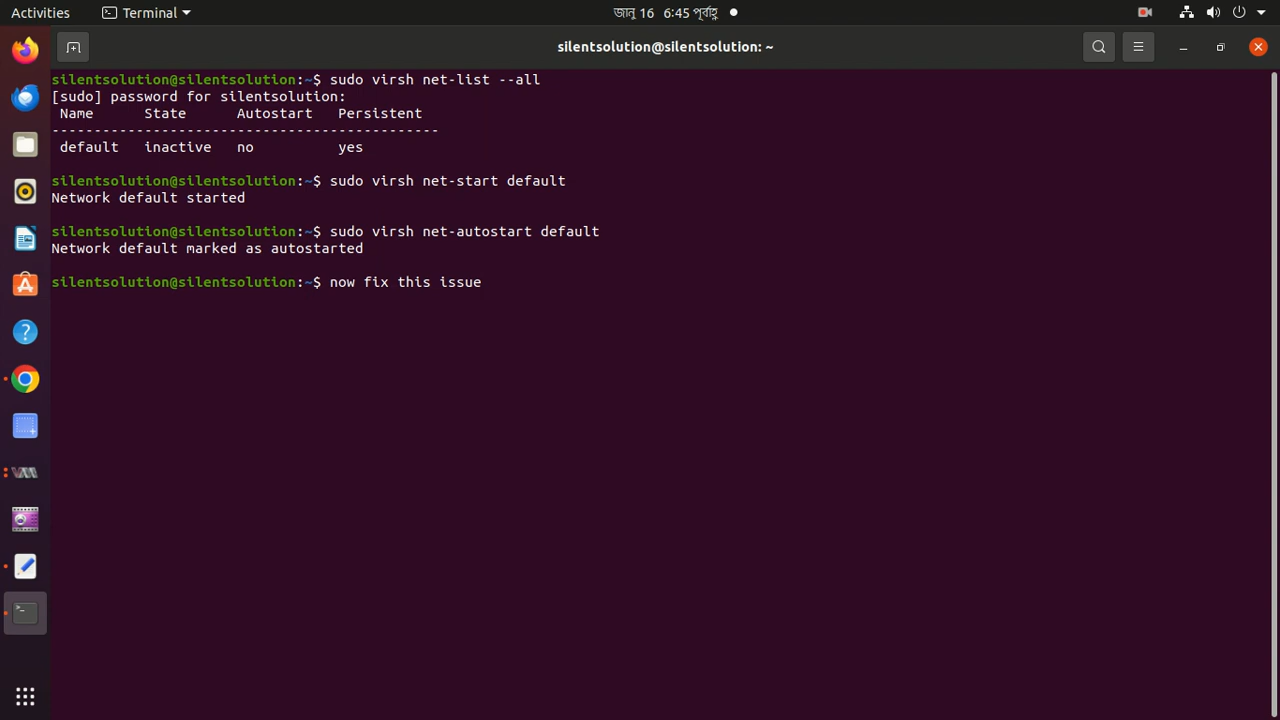 Activities
Terminal
জানু 16 6:45 পূর্বাহ্ণ
silentsolution@silentsolution: ~
silentsolution@silentsolution:~$ sudo virsh net-list --all
[sudo] password for silentsolution:
Name State Autostart Persistent
----------------------------------------------
default inactive no yes
silentsolution@silentsolution:~$ sudo virsh net-start default
Network default started
silentsolution@silentsolution:~$ sudo virsh net-autostart default
Network default marked as autostarted
silentsolution@silentsolution:~$ now fix this issue